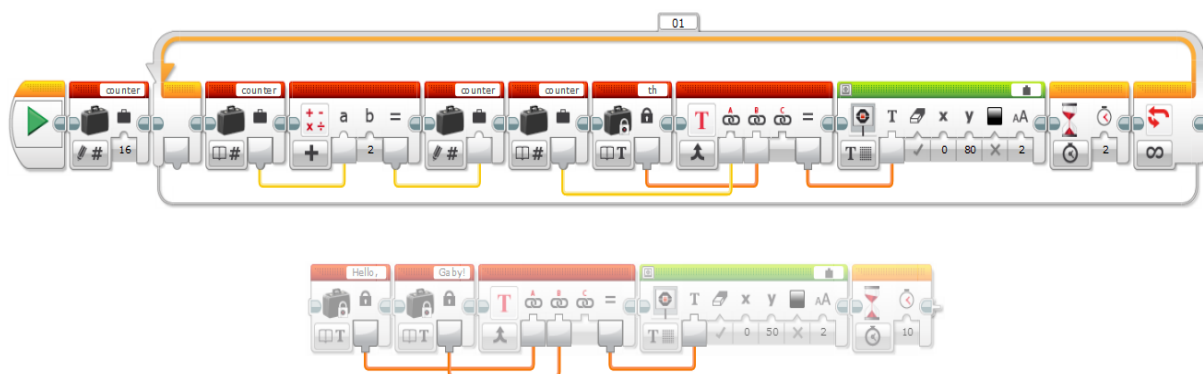 01
counter counter counter counter th
a b = A B C = T x y AA
# 16 # 2 # # T T 0 80 2 2
Hello, Gaby!
T A B C = T x y AA
T T T 0 50 2 10